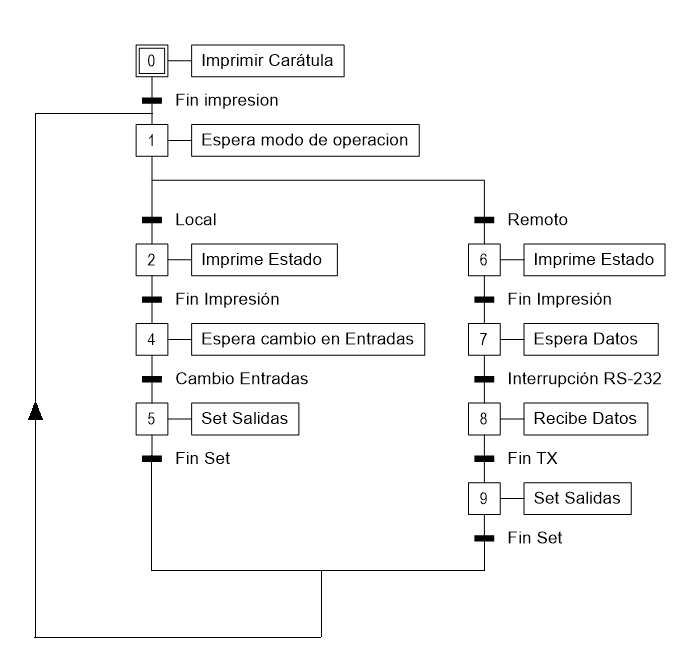 0 Imprimir Carátula
Fin impresion
1 Espera modo de operacion
Local
Remoto
2 Imprime Estado
6 Imprime Estado
Fin Impresión
Fin Impresión
4 Espera cambio en Entradas
7 Espera Datos
Cambio Entradas
Interrupción RS-232
5 Set Salidas
8 Recibe Datos
Fin Set
Fin TX
9 Set Salidas
Fin Set